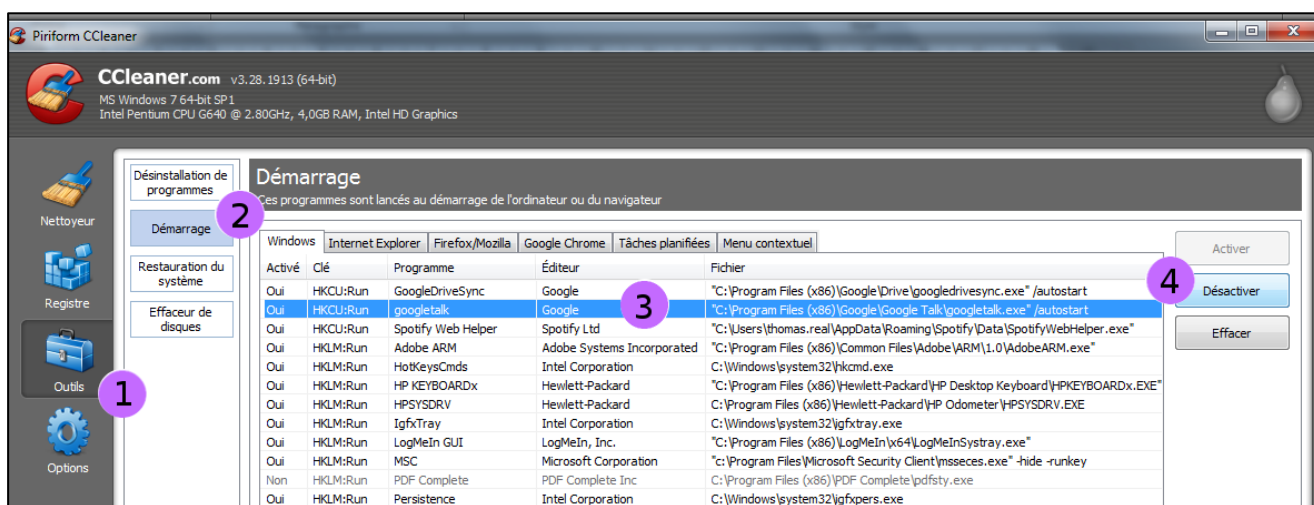 Piriform CCleaner
CCleaner.com v3.28.1913 (64-bit)
MS Windows 7 64-bit SP1
Intel Pentium CPU G640 @ 2.80GHz, 4,0GB RAM, Intel HD Graphics
Nettoyeur
Registre
Outils
1
Options
Désinstallation de
programmes
Démarrage
2
Restauration du
système
Effaceur de
disques
Démarrage
Ces programmes sont lancés au démarrage de l'ordinateur ou du navigateur
Windows Internet Explorer Firefox/Mozilla Google Chrome Tâches planifiées Menu contextuel
Activé Clé Programme Éditeur Fichier
Oui HKCU:Run GoogleDriveSync Google "C:\Program Files (x86)\Google\Drive\googledrivesync.exe" /autostart
Oui HKCU:Run googletalk Google 3 "C:\Program Files (x86)\Google\Google Talk\googletalk.exe" /autostart
Oui HKCU:Run Spotify Web Helper Spotify Ltd "C:\Users\thomas.real\AppData\Roaming\Spotify\Data\SpotifyWebHelper.exe"
Oui HKLM:Run Adobe ARM Adobe Systems Incorporated "C:\Program Files (x86)\Common Files\Adobe\ARM\1.0\AdobeARM.exe"
Oui HKLM:Run HotKeysCmds Intel Corporation C:\Windows\system32\hkcmd.exe
Oui HKLM:Run HP KEYBOARDx Hewlett-Packard "C:\Program Files (x86)\Hewlett-Packard\HP Desktop Keyboard\HPKEYBOARDx.EXE"
Oui HKLM:Run HPSYSDRV Hewlett-Packard C:\Program Files (x86)\Hewlett-Packard\HP Odometer\HPSYSDRV.EXE
Oui HKLM:Run IgfxTray Intel Corporation C:\Windows\system32\igfxtray.exe
Oui HKLM:Run LogMeIn GUI LogMeIn, Inc. "C:\Program Files (x86)\LogMeIn\x64\LogMeInSystray.exe"
Oui HKLM:Run MSC Microsoft Corporation "c:\Program Files\Microsoft Security Client\msseces.exe" -hide -runkey
Non HKLM:Run PDF Complete PDF Complete Inc C:\Program Files (x86)\PDF Complete\pdfsty.exe
Oui HKLM:Run Persistence Intel Corporation C:\Windows\system32\igfxpers.exe
Activer
4
Désactiver
Effacer